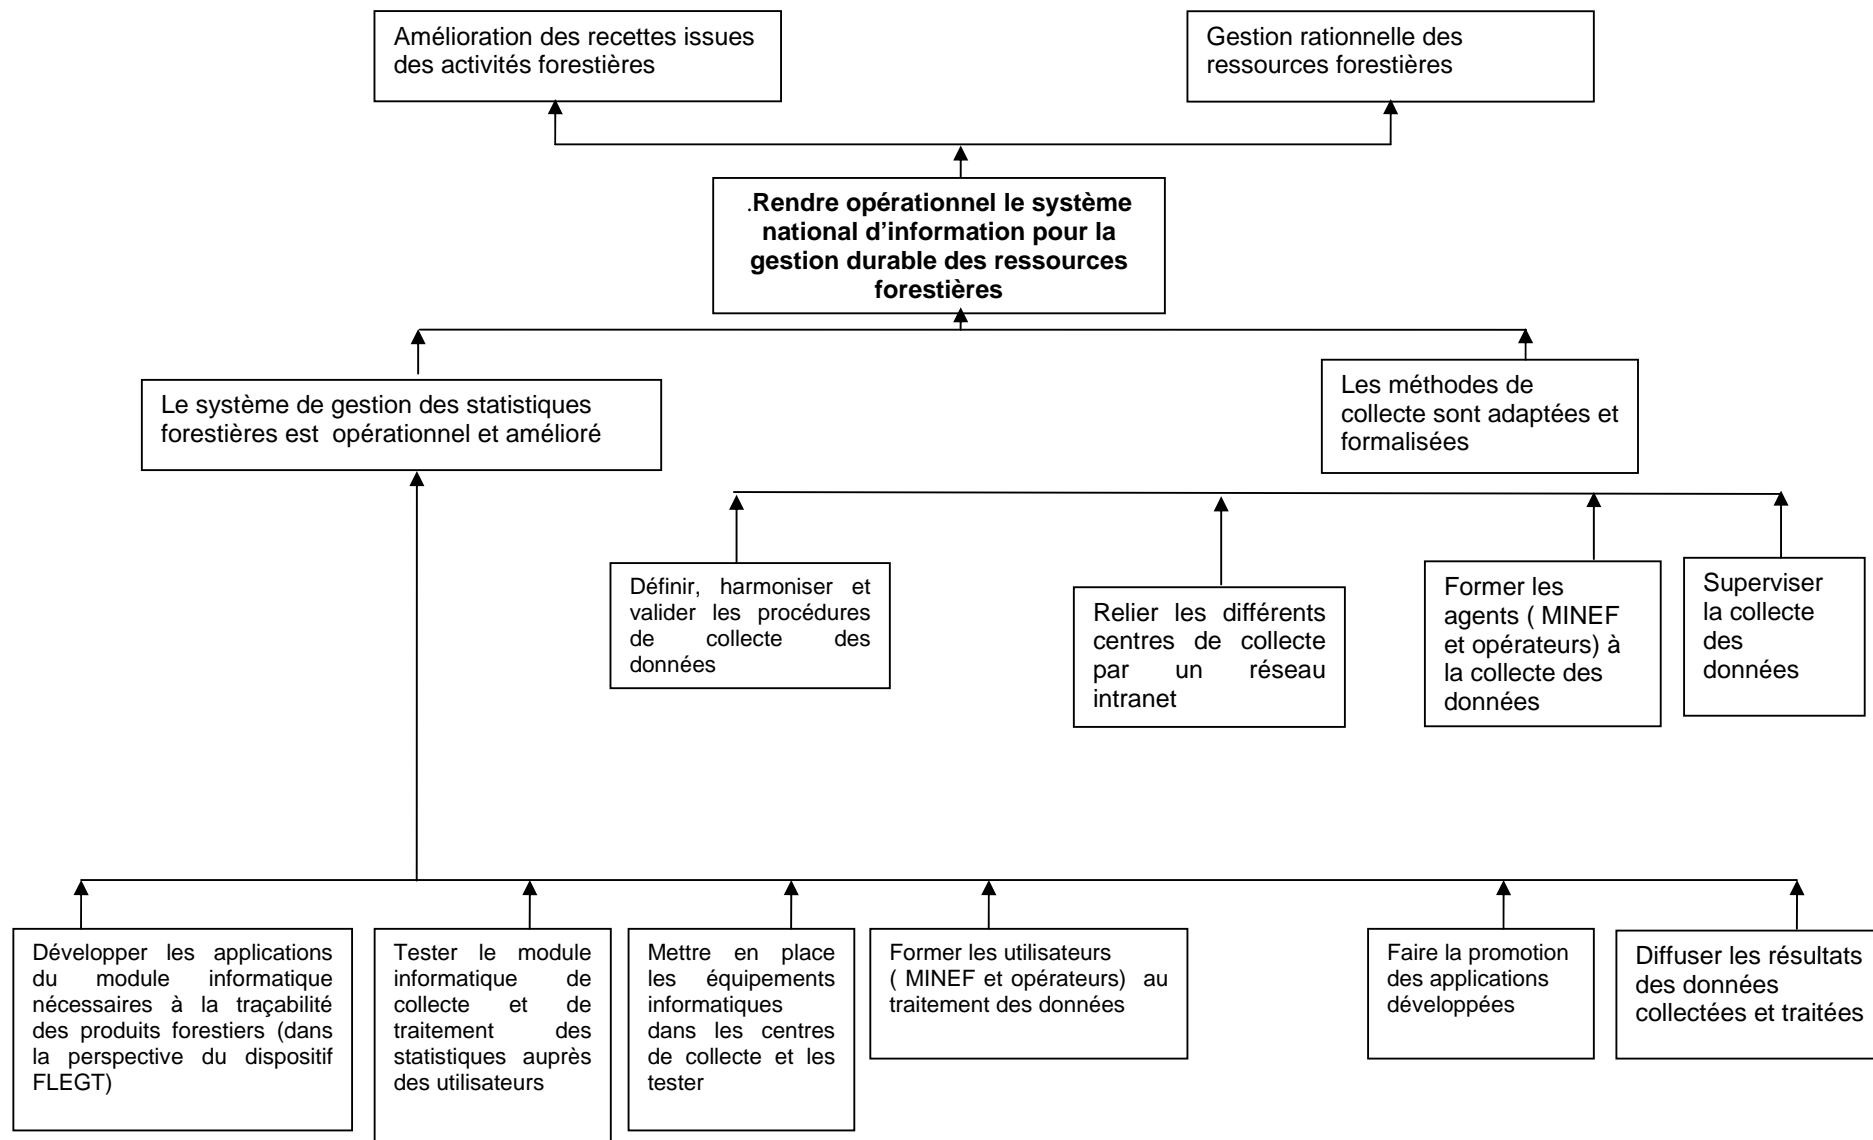 Amélioration des recettes issues
des activités forestières
Gestion rationnelle des
ressources forestières
.Rendre opérationnel le système
national d’information pour la
gestion durable des ressources
forestières
Le système de gestion des statistiques
forestières est opérationnel et amélioré
Les méthodes de
collecte sont adaptées et
formalisées
Définir, harmoniser et
valider les procédures
de collecte des
données
Relier les différents
centres de collecte
par un réseau
intranet
Former les
agents ( MINEF
et opérateurs) à
la collecte des
données
Superviser
la collecte
des
données
Développer les applications
du module informatique
nécessaires à la traçabilité
des produits forestiers (dans
la perspective du dispositif
FLEGT)
Tester le module
informatique de
collecte et de
traitement des
statistiques auprès
des utilisateurs
Mettre en place
les équipements
informatiques
dans les centres
de collecte et les
tester
Former les utilisateurs
( MINEF et opérateurs) au
traitement des données
Faire la promotion
des applications
développées
Diffuser les résultats
des données
collectées et traitées